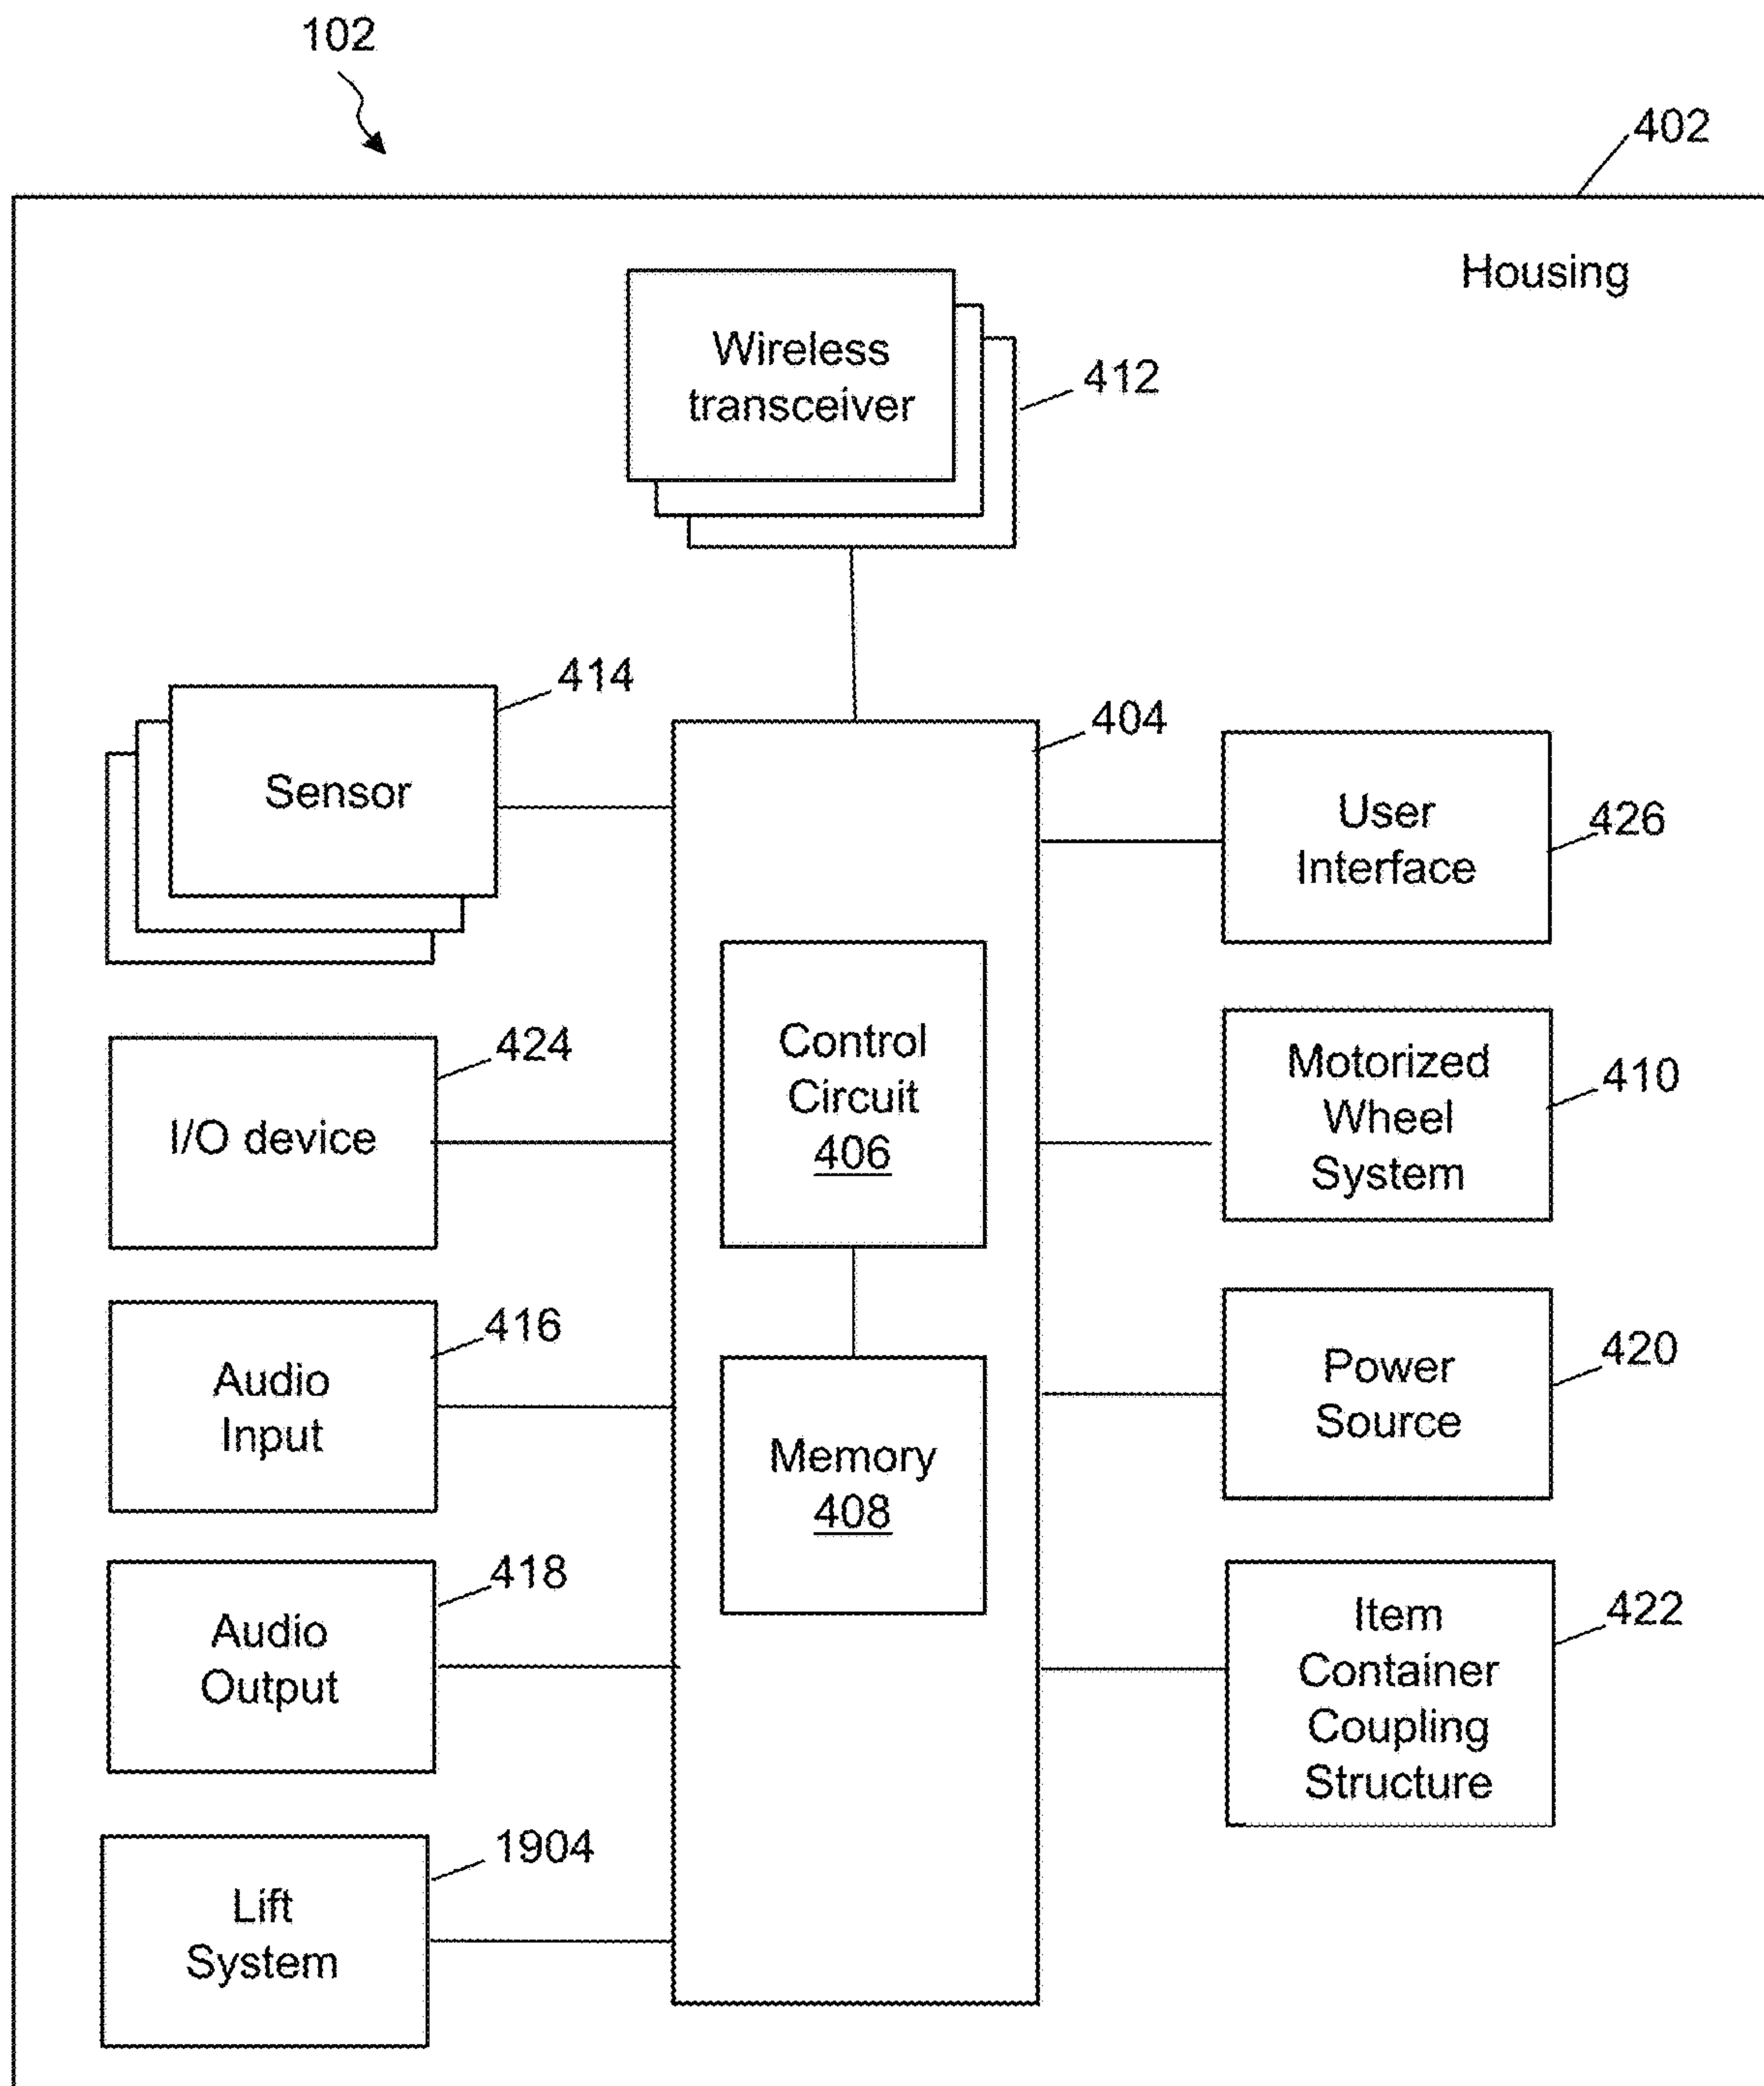 102
402
Housing
Wireless
transceiver
412
414
Sensor
404
User
Interface
426
I/O device
424
Control
Circuit
406
Motorized
Wheel
System
410
Audio
Input
416
Memory
408
Power
Source
420
Audio
Output
418
Item
Container
Coupling
Structure
422
Lift
System
1904